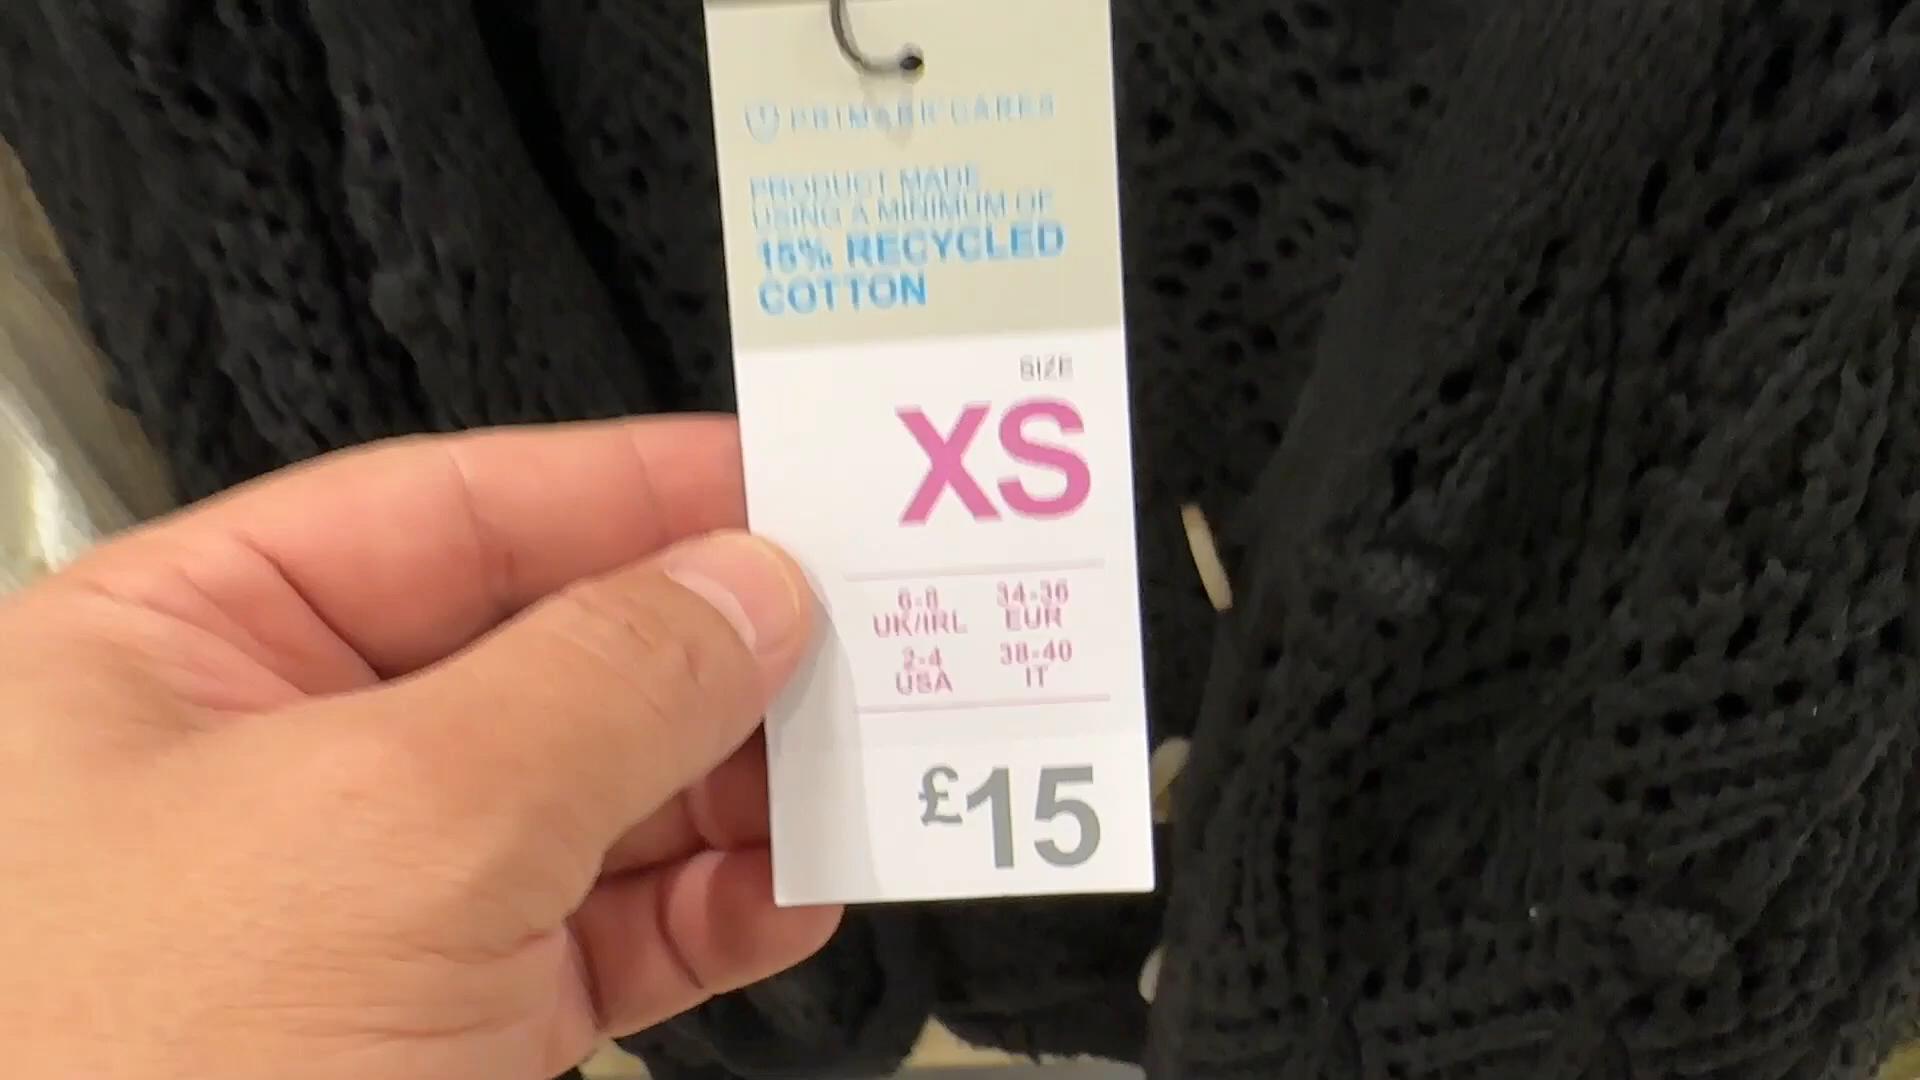 PRIMARK CARES
PRODUCT MADE
USING A MINIMUM OF
15% RECYCLED
COTTON
SIZE
XS
6-8 34-36
UK/IRL EUR
2-4 38-40
USA IT
£15